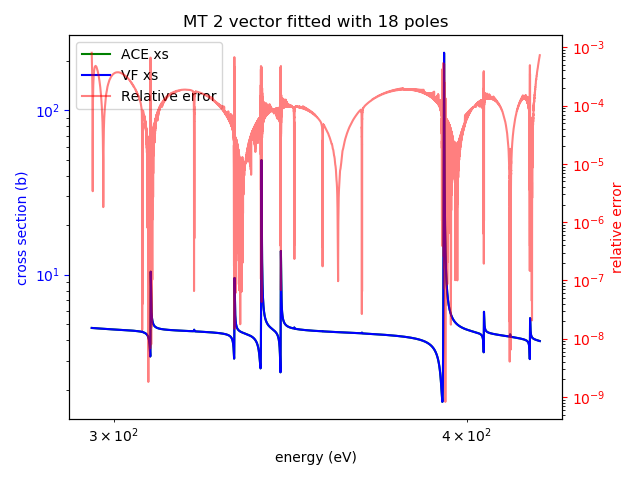 MT 2 vector fitted with 18 poles
ACE xs
VF xs
Relative error
10²
10¹
cross section (b)
10⁻³
10⁻⁴
10⁻⁵
10⁻⁶
10⁻⁷
10⁻⁸
10⁻⁹
relative error
3 × 10²
4 × 10²
energy (eV)